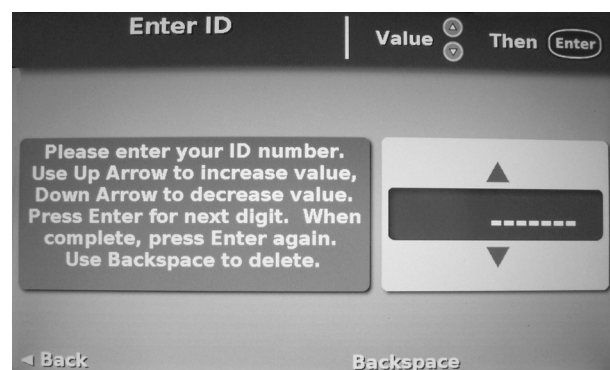 Enter ID
Value Then Enter
Please enter your ID number.
Use Up Arrow to increase value,
Down Arrow to decrease value.
Press Enter for next digit. When
complete, press Enter again.
Use Backspace to delete.
-------
◄ Back
Backspace